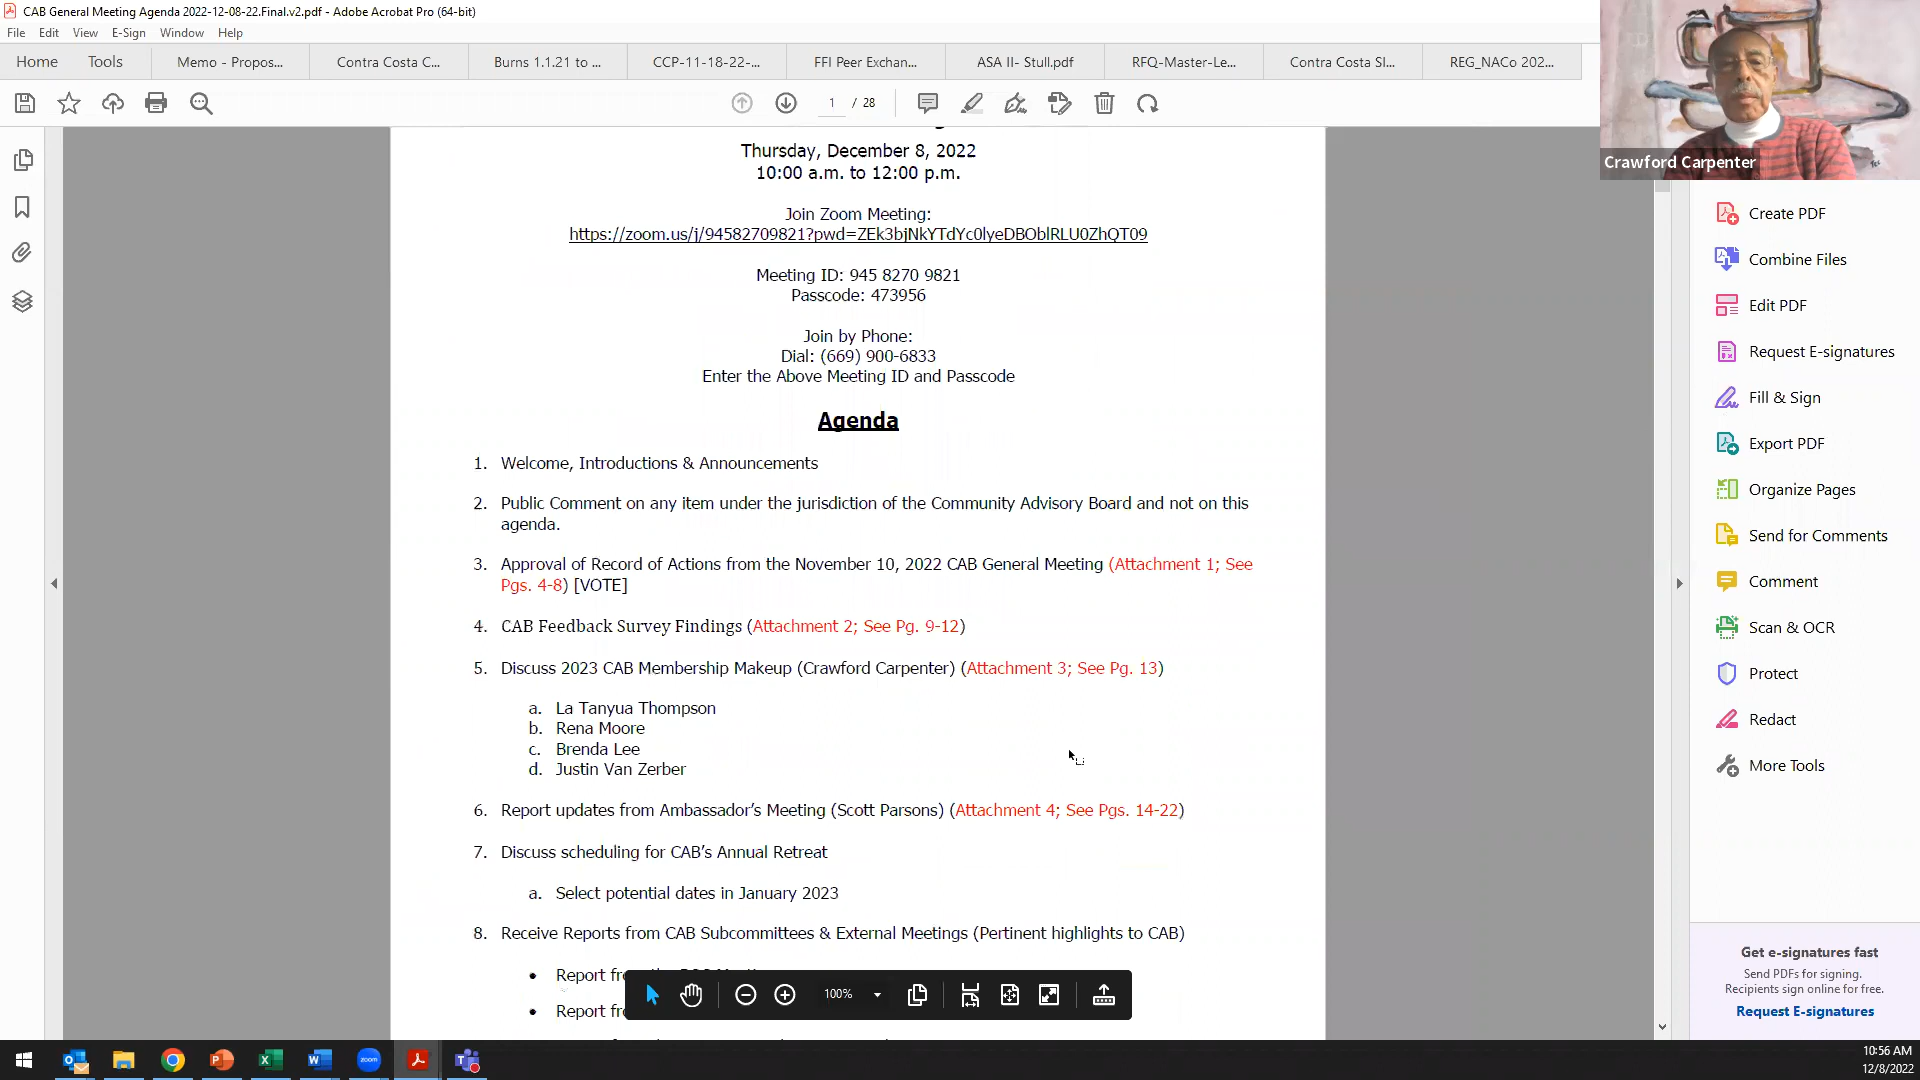 CAB General Meeting Agenda 2022-12-08-22.Final.v2.pdf - Adobe Acrobat Pro (64-bit)
File Edit View E-Sign Window Help
Home Tools Memo - Propos... Contra Costa C... Burns 1.1.21 to ... CCP-11-18-22-... FFI Peer Exchan... ASA II- Stull.pdf RFQ-Master-Le... Contra Costa Sl... REG_NACo 202...
1 / 28
Crawford Carpenter
Thursday, December 8, 2022
10:00 a.m. to 12:00 p.m.
Join Zoom Meeting:
https://zoom.us/j/94582709821?pwd=ZEk3bjNkYTdYc0lyeDBOblRLU0ZhQT09
Meeting ID: 945 8270 9821
Passcode: 473956
Join by Phone:
Dial: (669) 900-6833
Enter the Above Meeting ID and Passcode
Agenda
1. Welcome, Introductions & Announcements
2. Public Comment on any item under the jurisdiction of the Community Advisory Board and not on this
agenda.
3. Approval of Record of Actions from the November 10, 2022 CAB General Meeting (Attachment 1; See
Pgs. 4-8) [VOTE]
4. CAB Feedback Survey Findings (Attachment 2; See Pg. 9-12)
5. Discuss 2023 CAB Membership Makeup (Crawford Carpenter) (Attachment 3; See Pg. 13)
a. La Tanyua Thompson
b. Rena Moore
c. Brenda Lee
d. Justin Van Zerber
6. Report updates from Ambassador’s Meeting (Scott Parsons) (Attachment 4; See Pgs. 14-22)
7. Discuss scheduling for CAB’s Annual Retreat
a. Select potential dates in January 2023
8. Receive Reports from CAB Subcommittees & External Meetings (Pertinent highlights to CAB)
• Report
• Report
100%
Create PDF
Combine Files
Edit PDF
Request E-signatures
Fill & Sign
Export PDF
Organize Pages
Send for Comments
Comment
Scan & OCR
Protect
Redact
More Tools
Get e-signatures fast
Send PDFs for signing.
Recipients sign online for free.
Request E-signatures
zoom
10:56 AM
12/8/2022